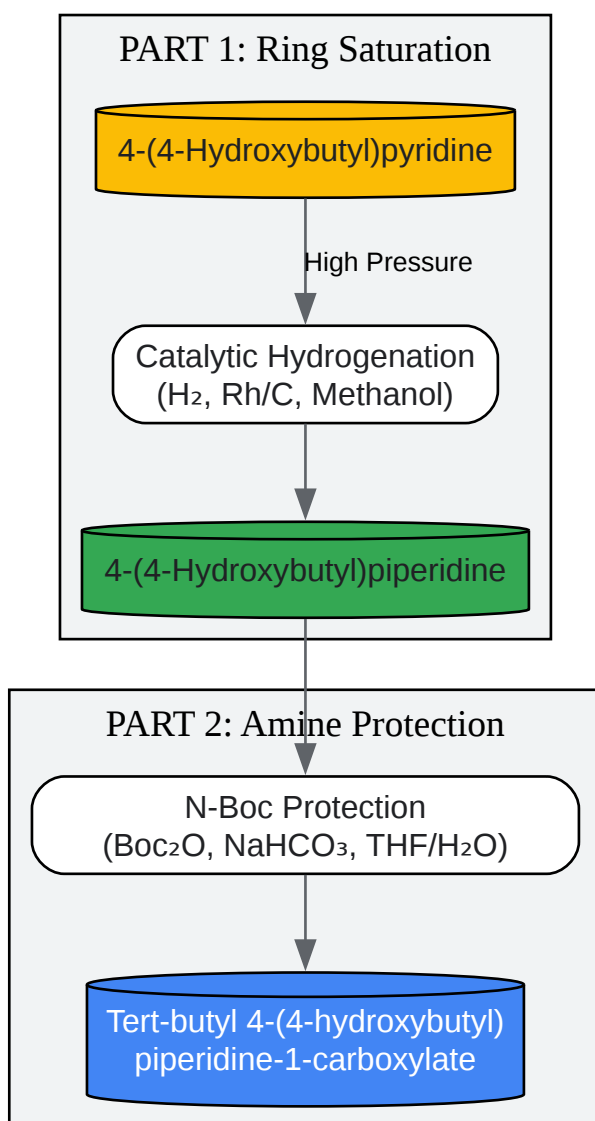 PART 1: Ring Saturation
4-(4-Hydroxybutyl)pyridine
High Pressure
Catalytic Hydrogenation
(H₂, Rh/C, Methanol)
4-(4-Hydroxybutyl)piperidine
PART 2: Amine Protection
N-Boc Protection
(Boc₂O, NaHCO₃, THF/H₂O)
Tert-butyl 4-(4-hydroxybutyl)
piperidine-1-carboxylate